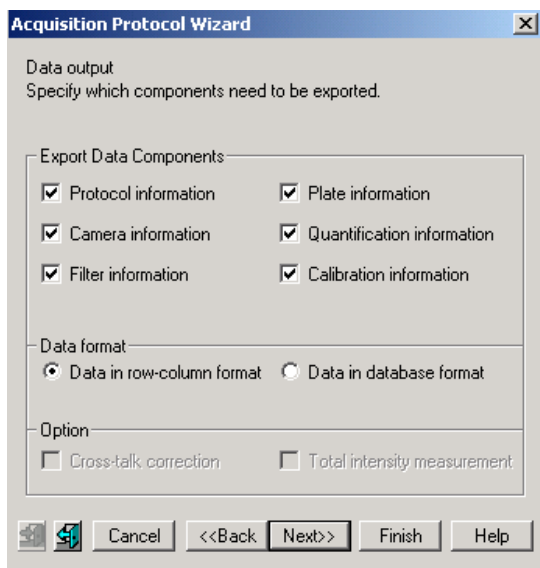 Acquisition Protocol Wizard
Data output
Specify which components need to be exported.
Export Data Components
Protocol information
Plate information
Camera information
Quantification information
Filter information
Calibration information
Data format
Data in row-column format
Data in database format
Option
Cross-talk correction
Total intensity measurement
Cancel
<<Back
Next>>
Finish
Help